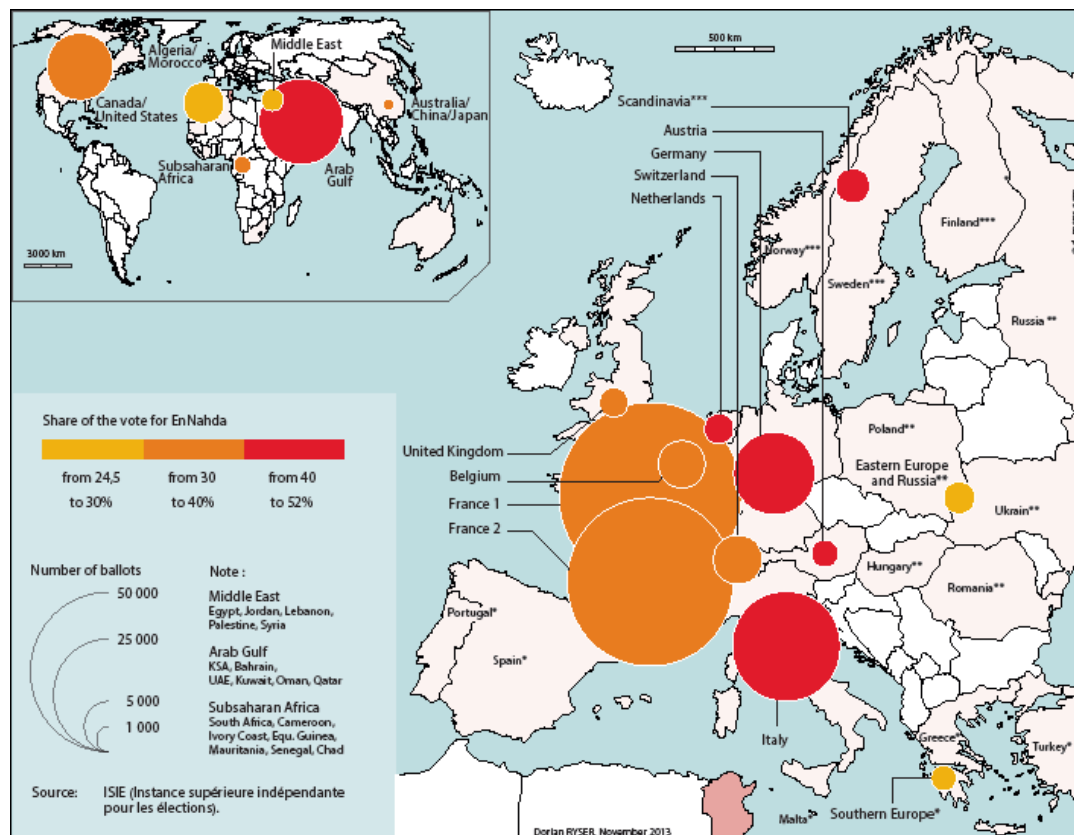 Algeria/
Morocco
Middle East
Canada/
United States
Australia/
China/Japan
Subsaharan
Africa
Arab
Gulf
3000 km
500 km
Scandinavia***
Austria
Germany
Switzerland
Netherlands
Finland***
Norway***
Sweden***
Russia **
United Kingdom
Belgium
France 1
France 2
Poland**
Eastern Europe
and Russia**
Ukrain**
Hungary**
Romania**
Portugal*
Spain*
Italy
Greece*
Turkey*
Southern Europe*
Malta*
Share of the vote for EnNahda
from 24,5
to 30%
from 30
to 40%
from 40
to 52%
Number of ballots
50 000
25 000
5 000
1 000
Note :
Middle East
Egypt, Jordan, Lebanon,
Palestine, Syria
Arab Gulf
KSA, Bahrain,
UAE, Kuwait, Oman, Qatar
Subsaharan Africa
South Africa, Cameroon,
Ivory Coast, Equ. Guinea,
Mauritania, Senegal, Chad
Source: ISIE (Instance supérieure indépendante
pour les élections).
Dorian RYSER, November 2013